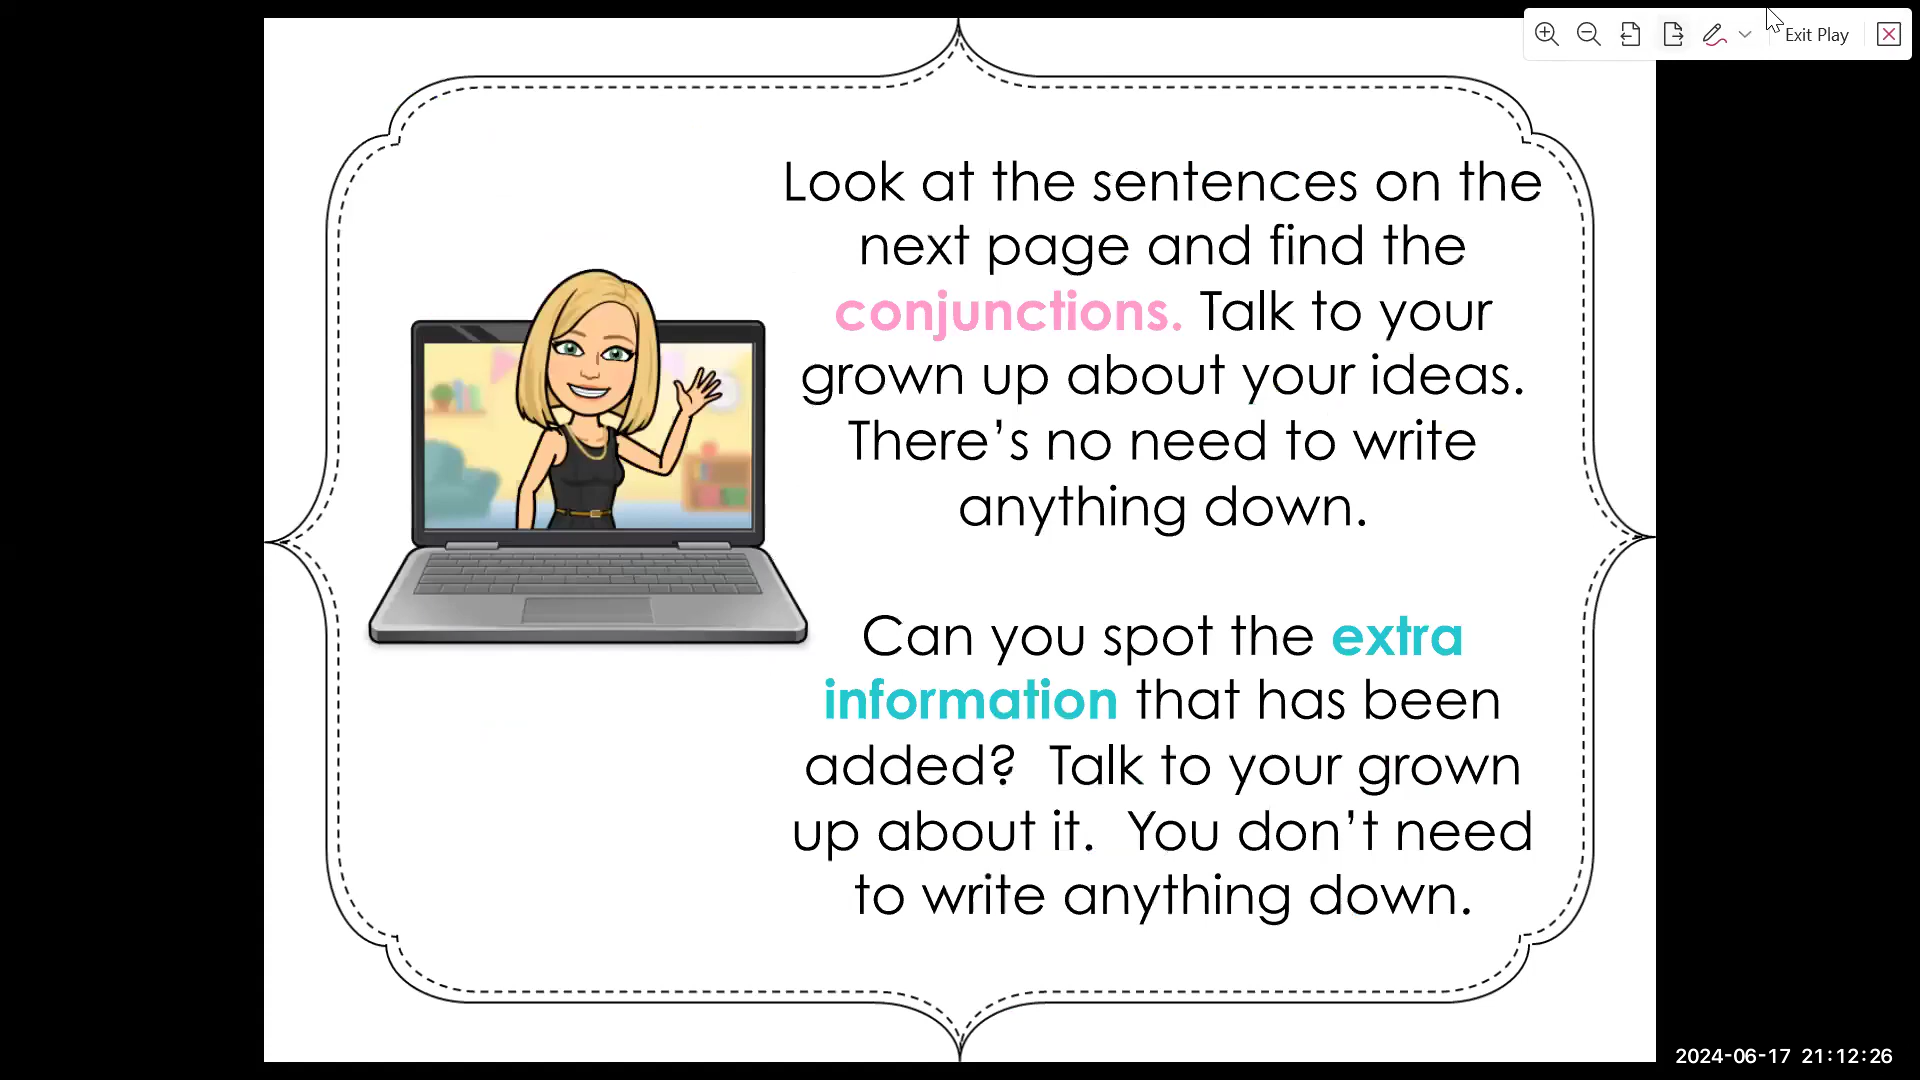 Exit Play
Look at the sentences on the
next page and find the
conjunctions. Talk to your
grown up about your ideas.
There’s no need to write
anything down.
Can you spot the extra
information that has been
added?  Talk to your grown
up about it.  You don’t need
to write anything down.
2024-06-17 21:12:26